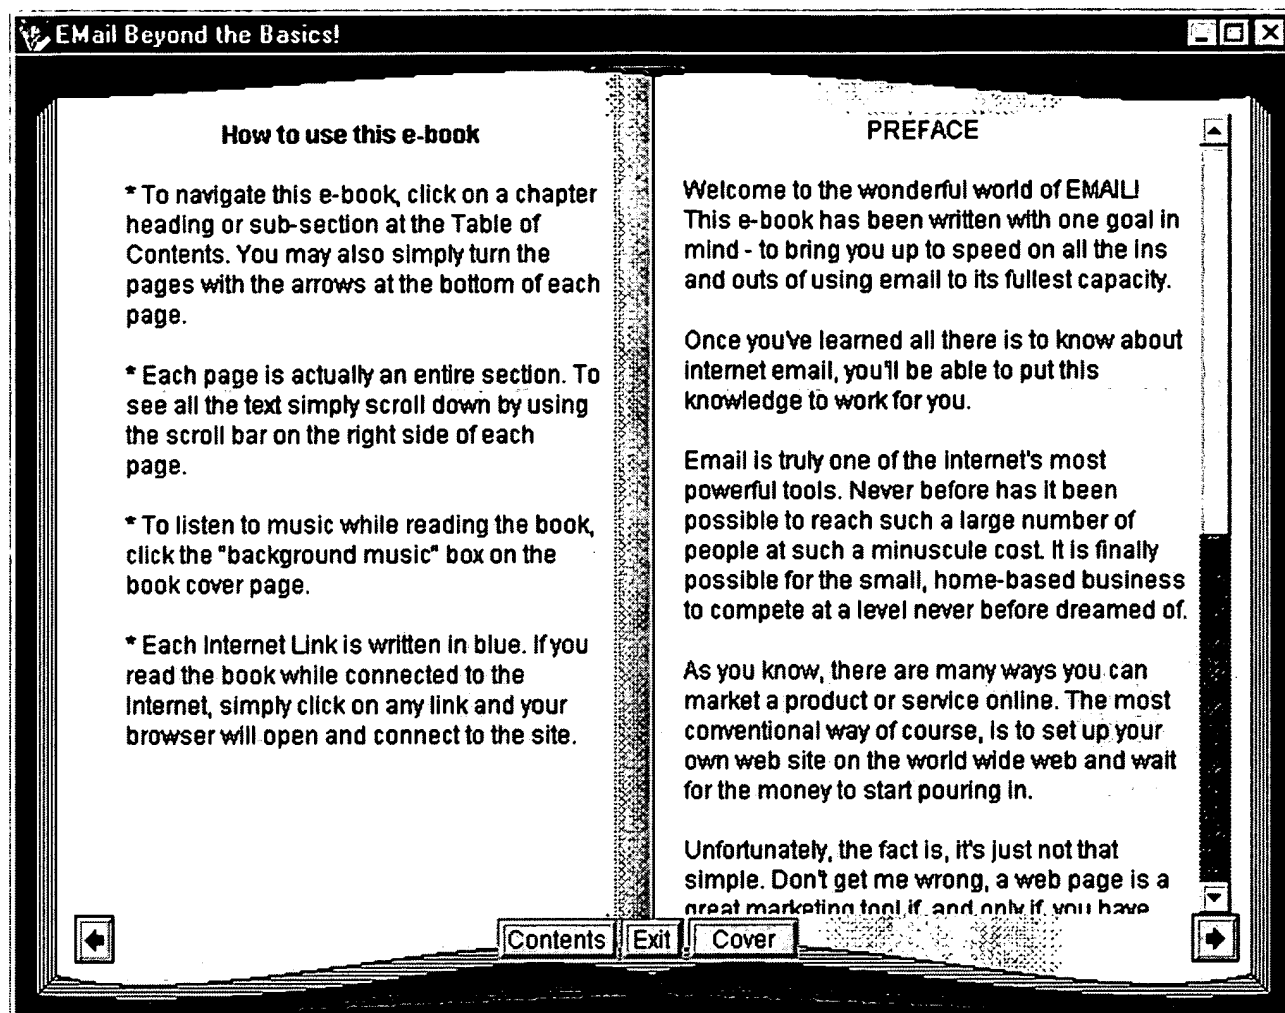 EMail Beyond the Basics!
How to use this e-book
* To navigate this e-book, click on a chapter
heading or sub-section at the Table of
Contents. You may also simply turn the
pages with the arrows at the bottom of each
page.
* Each page is actually an entire section. To
see all the text simply scroll down by using
the scroll bar on the right side of each
page.
* To listen to music while reading the book,
click the "background music" box on the
book cover page.
* Each Internet Link is written in blue. If you
read the book while connected to the
Internet, simply click on any link and your
browser will open and connect to the site.
PREFACE
Welcome to the wonderful world of EMAIL!
This e-book has been written with one goal in
mind - to bring you up to speed on all the ins
and outs of using email to its fullest capacity.
Once you've learned all there is to know about
internet email, you'll be able to put this
knowledge to work for you.
Email is truly one of the Internet's most
powerful tools. Never before has it been
possible to reach such a large number of
people at such a minuscule cost. It is finally
possible for the small, home-based business
to compete at a level never before dreamed of.
As you know, there are many ways you can
market a product or service online. The most
conventional way of course, is to set up your
own web site on the world wide web and wait
for the money to start pouring in.
Unfortunately, the fact is, it's just not that
simple. Don't get me wrong, a web page is a
great marketing tool if, and only if, you have
Contents Exit Cover